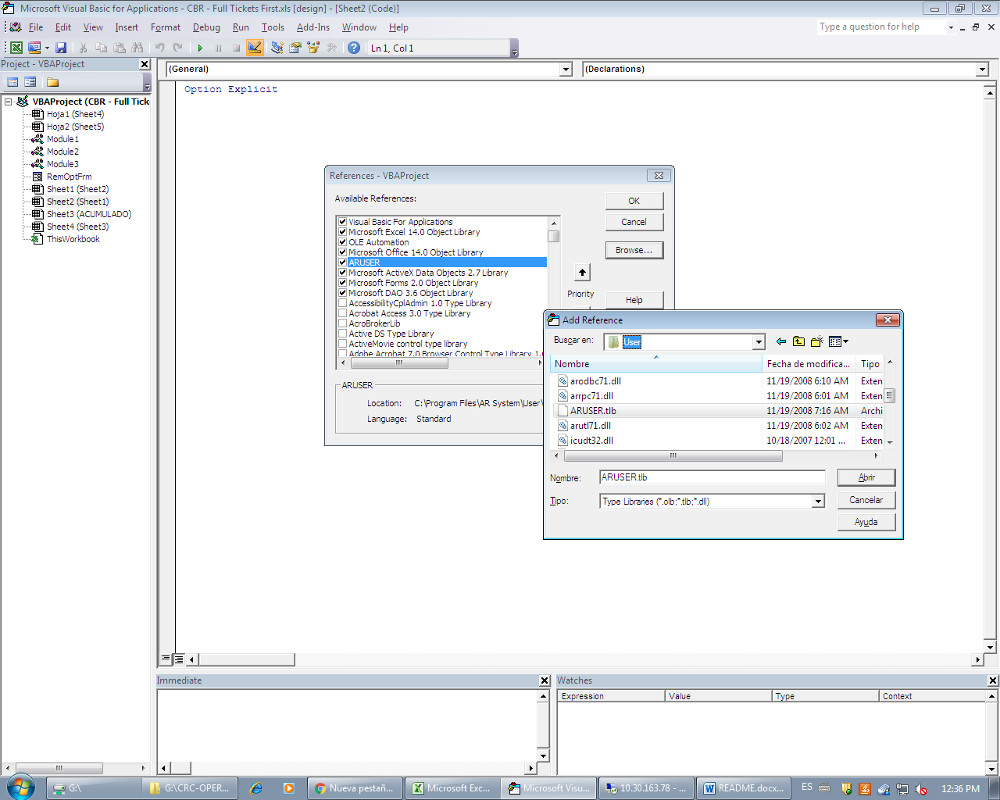 Microsoft Visual Basic for Applications - CBR - Full Tickets First.xls [design] - [Sheet2 (Code)]
File Edit View Insert Format Debug Run Tools Add-Ins Window Help
Type a question for help
Ln 1, Col 1
Project - VBAProject
(General)
(Declarations)
Option Explicit
VBAProject (CBR - Full Tick
Hoja1 (Sheet4)
Hoja2 (Sheet5)
Module1
Module2
Module3
RemOptFrm
Sheet1 (Sheet2)
Sheet2 (Sheet1)
Sheet3 (ACUMULADO)
Sheet4 (Sheet3)
ThisWorkbook
References - VBAProject
Available References:
Visual Basic For Applications
Microsoft Excel 14.0 Object Library
OLE Automation
Microsoft Office 14.0 Object Library
ARUSER
Microsoft ActiveX Data Objects 2.7 Library
Microsoft Forms 2.0 Object Library
Microsoft DAO 3.6 Object Library
AccessibilityCplAdmin 1.0 Type Library
Acrobat Access 3.0 Type Library
AcroBrokerLib
Active DS Type Library
ActiveMovie control type library
Adobe Acrobat 7.0 Browser Control Type Library 1.0
OK
Cancel
Browse...
Priority
Help
ARUSER
Location: C:\Program Files\AR System\User\
Language: Standard
Add Reference
Buscar en: User
Nombre Fecha de modifica... Tipo
arodbc71.dll 11/19/2008 6:10 AM Exten
arrpc71.dll 11/19/2008 6:01 AM Exten
ARUSER.tlb 11/19/2008 7:16 AM Archi
arutl71.dll 11/19/2008 6:02 AM Exten
icudt32.dll 10/18/2007 12:01 ... Exten
Nombre: ARUSER.tlb Abrir
Tipo: Type Libraries (*.olb;*.tlb;*.dll) Cancelar
Ayuda
Immediate
Watches
Expression Value Type Context
G:\
G:\CRC-OPER...
Nueva pestañ...
Microsoft Exc...
Microsoft Visu...
10.30.163.78 - ...
README.docx...
ES
12:36 PM